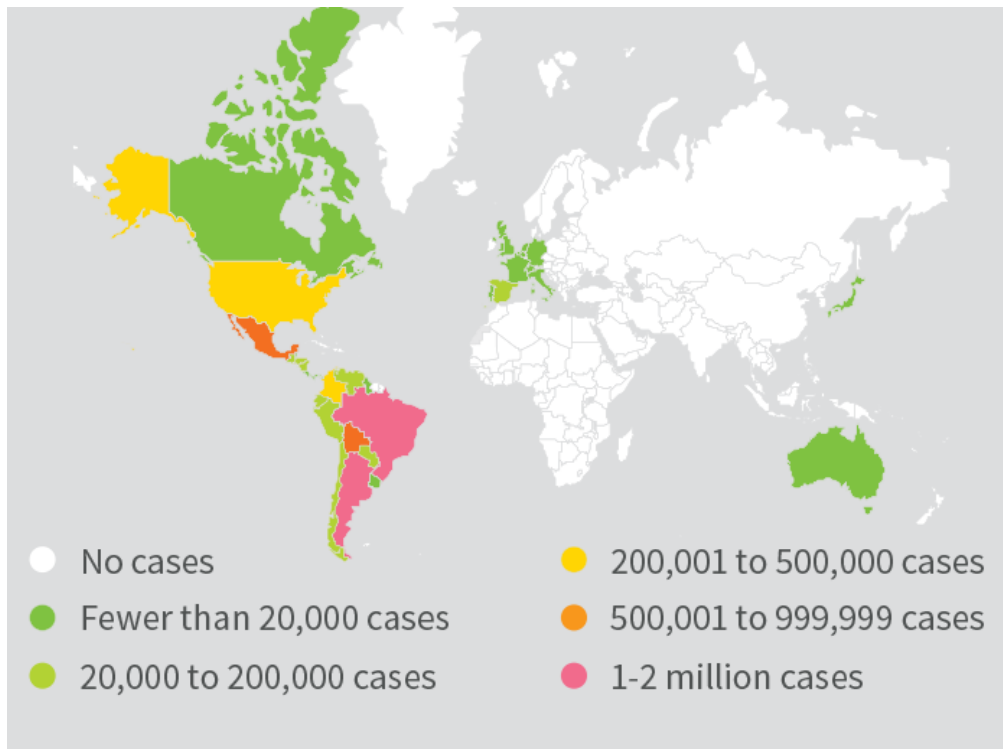 No cases
Fewer than 20,000 cases
20,000 to 200,000 cases
200,001 to 500,000 cases
500,001 to 999,999 cases
1-2 million cases